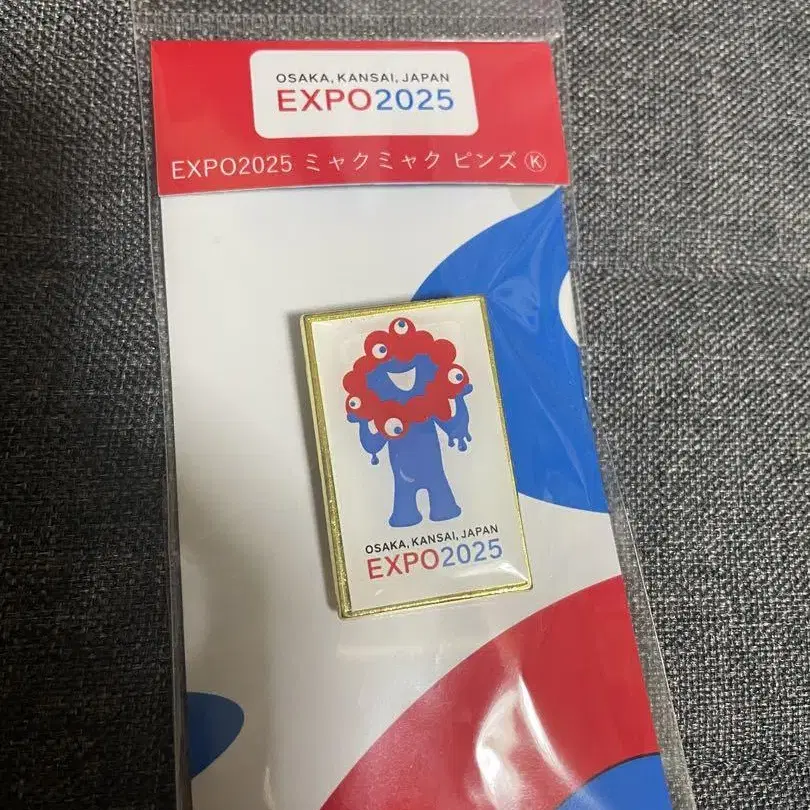 OSAKA, KANSAI, JAPAN
EXPO2025
EXPO2025 ミャクミャク ピンズ Ⓚ
OSAKA, KANSAI, JAPAN
EXPO2025